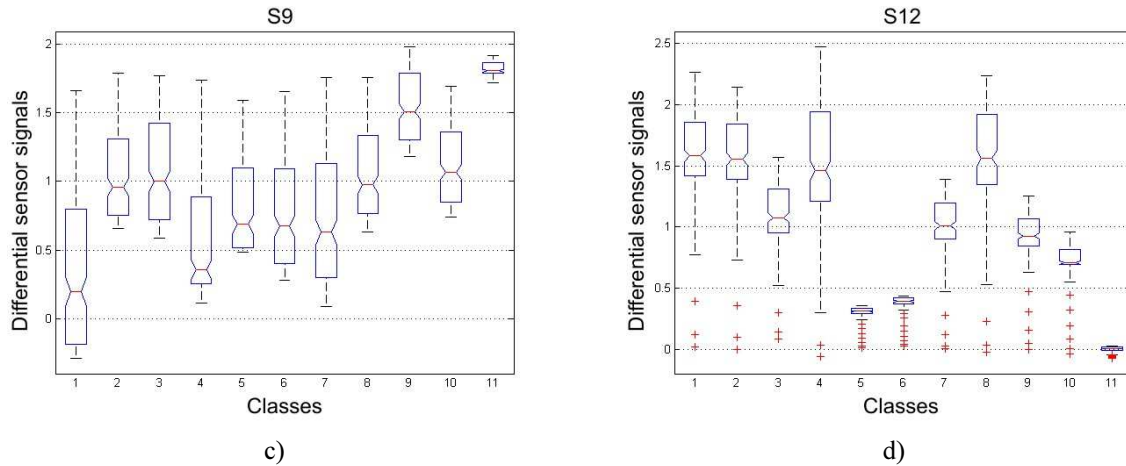 S9
Differential sensor signals
2
1.5
1
0.5
0
1 2 3 4 5 6 7 8 9 10 11
Classes
c)
S12
Differential sensor signals
2.5
2
1.5
1
0.5
0
1 2 3 4 5 6 7 8 9 10 11
Classes
d)